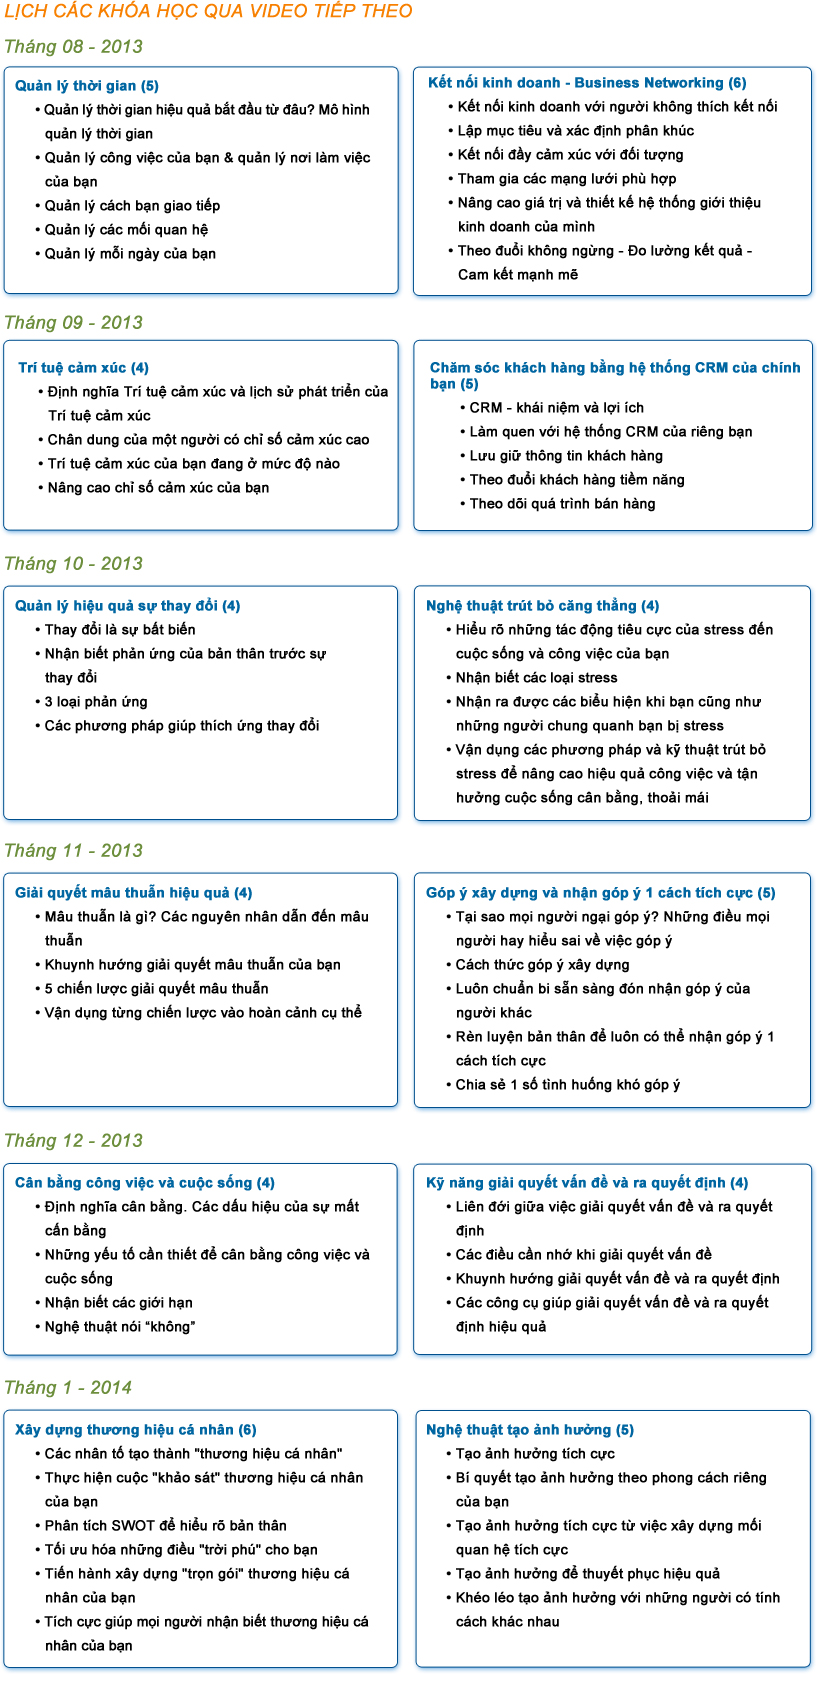 LỊCH CÁC KHÓA HỌC QUA VIDEO TIẾP THEO
Tháng 08 - 2013
Quản lý thời gian (5)
• Quản lý thời gian hiệu quả bắt đầu từ đâu? Mô hình
quản lý thời gian
• Quản lý công việc của bạn & quản lý nơi làm việc
của bạn
• Quản lý cách bạn giao tiếp
• Quản lý các mối quan hệ
• Quản lý mỗi ngày của bạn
Kết nối kinh doanh - Business Networking (6)
• Kết nối kinh doanh với người không thích kết nối
• Lập mục tiêu và xác định phân khúc
• Kết nối đầy cảm xúc với đối tượng
• Tham gia các mạng lưới phù hợp
• Nâng cao giá trị và thiết kế hệ thống giới thiệu
kinh doanh của mình
• Theo đuổi không ngừng - Đo lường kết quả -
Cam kết mạnh mẽ
Tháng 09 - 2013
Trí tuệ cảm xúc (4)
• Định nghĩa Trí tuệ cảm xúc và lịch sử phát triển của
Trí tuệ cảm xúc
• Chân dung của một người có chỉ số cảm xúc cao
• Trí tuệ cảm xúc của bạn đang ở mức độ nào
• Nâng cao chỉ số cảm xúc của bạn
Chăm sóc khách hàng bằng hệ thống CRM của chính
bạn (5)
• CRM - khái niệm và lợi ích
• Làm quen với hệ thống CRM của riêng bạn
• Lưu giữ thông tin khách hàng
• Theo đuổi khách hàng tiềm năng
• Theo dõi quá trình bán hàng
Tháng 10 - 2013
Quản lý hiệu quả sự thay đổi (4)
• Thay đổi là sự bất biến
• Nhận biết phản ứng của bản thân trước sự
thay đổi
• 3 loại phản ứng
• Các phương pháp giúp thích ứng thay đổi
Nghệ thuật trút bỏ căng thẳng (4)
• Hiểu rõ những tác động tiêu cực của stress đến
cuộc sống và công việc của bạn
• Nhận biết các loại stress
• Nhận ra được các biểu hiện khi bạn cũng như
những người chung quanh bạn bị stress
• Vận dụng các phương pháp và kỹ thuật trút bỏ
stress để nâng cao hiệu quả công việc và tận
hưởng cuộc sống cân bằng, thoải mái
Tháng 11 - 2013
Giải quyết mâu thuẫn hiệu quả (4)
• Mâu thuẫn là gì? Các nguyên nhân dẫn đến mâu
thuẫn
• Khuynh hướng giải quyết mâu thuẫn của bạn
• 5 chiến lược giải quyết mâu thuẫn
• Vận dụng từng chiến lược vào hoàn cảnh cụ thể
Góp ý xây dựng và nhận góp ý 1 cách tích cực (5)
• Tại sao mọi người ngại góp ý? Những điều mọi
người hay hiểu sai về việc góp ý
• Cách thức góp ý xây dựng
• Luôn chuẩn bi sẵn sàng đón nhận góp ý của
người khác
• Rèn luyện bản thân để luôn có thể nhận góp ý 1
cách tích cực
• Chia sẻ 1 số tình huống khó góp ý
Tháng 12 - 2013
Cân bằng công việc và cuộc sống (4)
• Định nghĩa cân bằng. Các dấu hiệu của sự mất
cấn bằng
• Những yếu tố cần thiết để cân bằng công việc và
cuộc sống
• Nhận biết các giới hạn
• Nghệ thuật nói “không”
Kỹ năng giải quyết vấn đề và ra quyết định (4)
• Liên đới giữa việc giải quyết vấn đề và ra quyết
định
• Các điều cần nhớ khi giải quyết vấn đề
• Khuynh hướng giải quyết vấn đề và ra quyết định
• Các công cụ giúp giải quyết vấn đề và ra quyết
định hiệu quả
Tháng 1 - 2014
Xây dựng thương hiệu cá nhân (6)
• Các nhân tố tạo thành "thương hiệu cá nhân"
• Thực hiện cuộc "khảo sát" thương hiệu cá nhân
của bạn
• Phân tích SWOT để hiểu rõ bản thân
• Tối ưu hóa những điều "trời phú" cho bạn
• Tiến hành xây dựng "trọn gói" thương hiệu cá
nhân của bạn
• Tích cực giúp mọi người nhận biết thương hiệu cá
nhân của bạn
Nghệ thuật tạo ảnh hưởng (5)
• Tạo ảnh hưởng tích cực
• Bí quyết tạo ảnh hưởng theo phong cách riêng
của bạn
• Tạo ảnh hưởng tích cực từ việc xây dựng mối
quan hệ tích cực
• Tạo ảnh hưởng để thuyết phục hiệu quả
• Khéo léo tạo ảnh hưởng với những người có tính
cách khác nhau